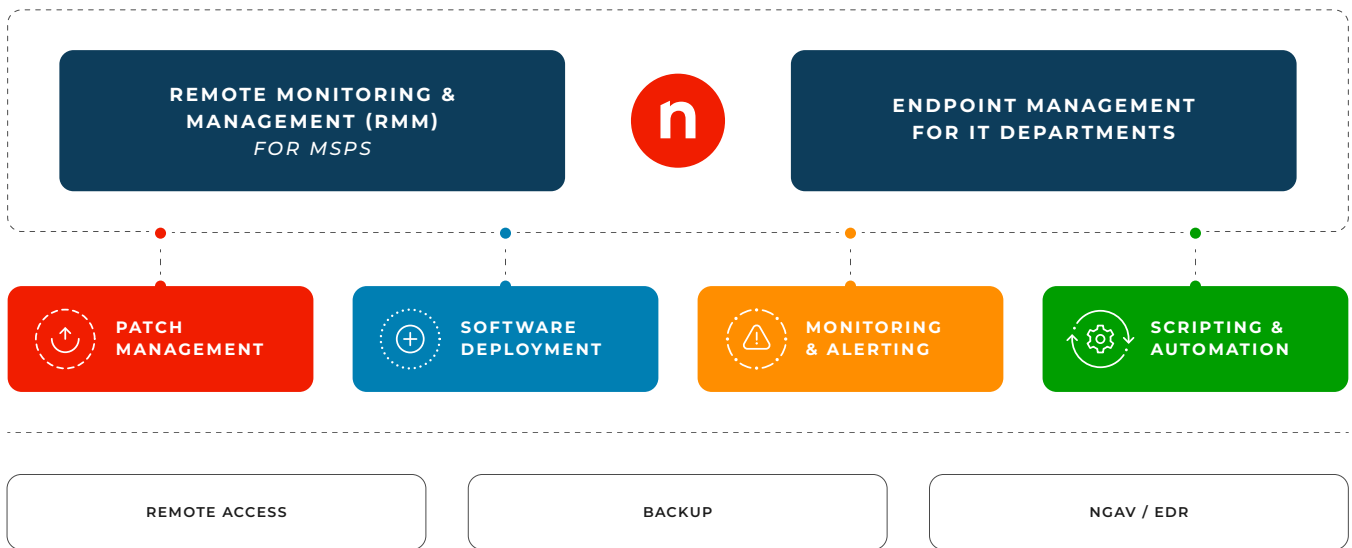 REMOTE MONITORING &
MANAGEMENT (RMM)
FOR MSPS
n
ENDPOINT MANAGEMENT
FOR IT DEPARTMENTS
PATCH
MANAGEMENT
SOFTWARE
DEPLOYMENT
MONITORING
& ALERTING
SCRIPTING &
AUTOMATION
REMOTE ACCESS
BACKUP
NGAV / EDR